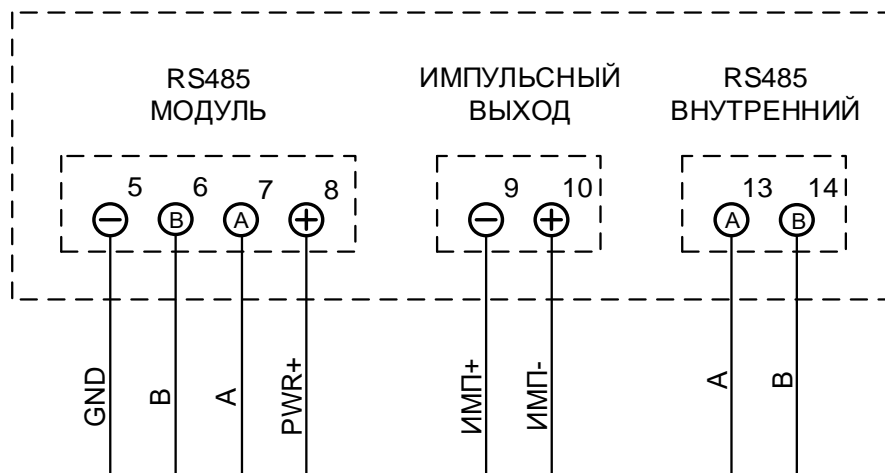 RS485
МОДУЛЬ
ИМПУЛЬСНЫЙ
ВЫХОД
RS485
ВНУТРЕННИЙ
5 6 7 8
− B A +
9 10
− +
13 14
A B
GND
B
A
PWR+
ИМП+
ИМП-
A
B